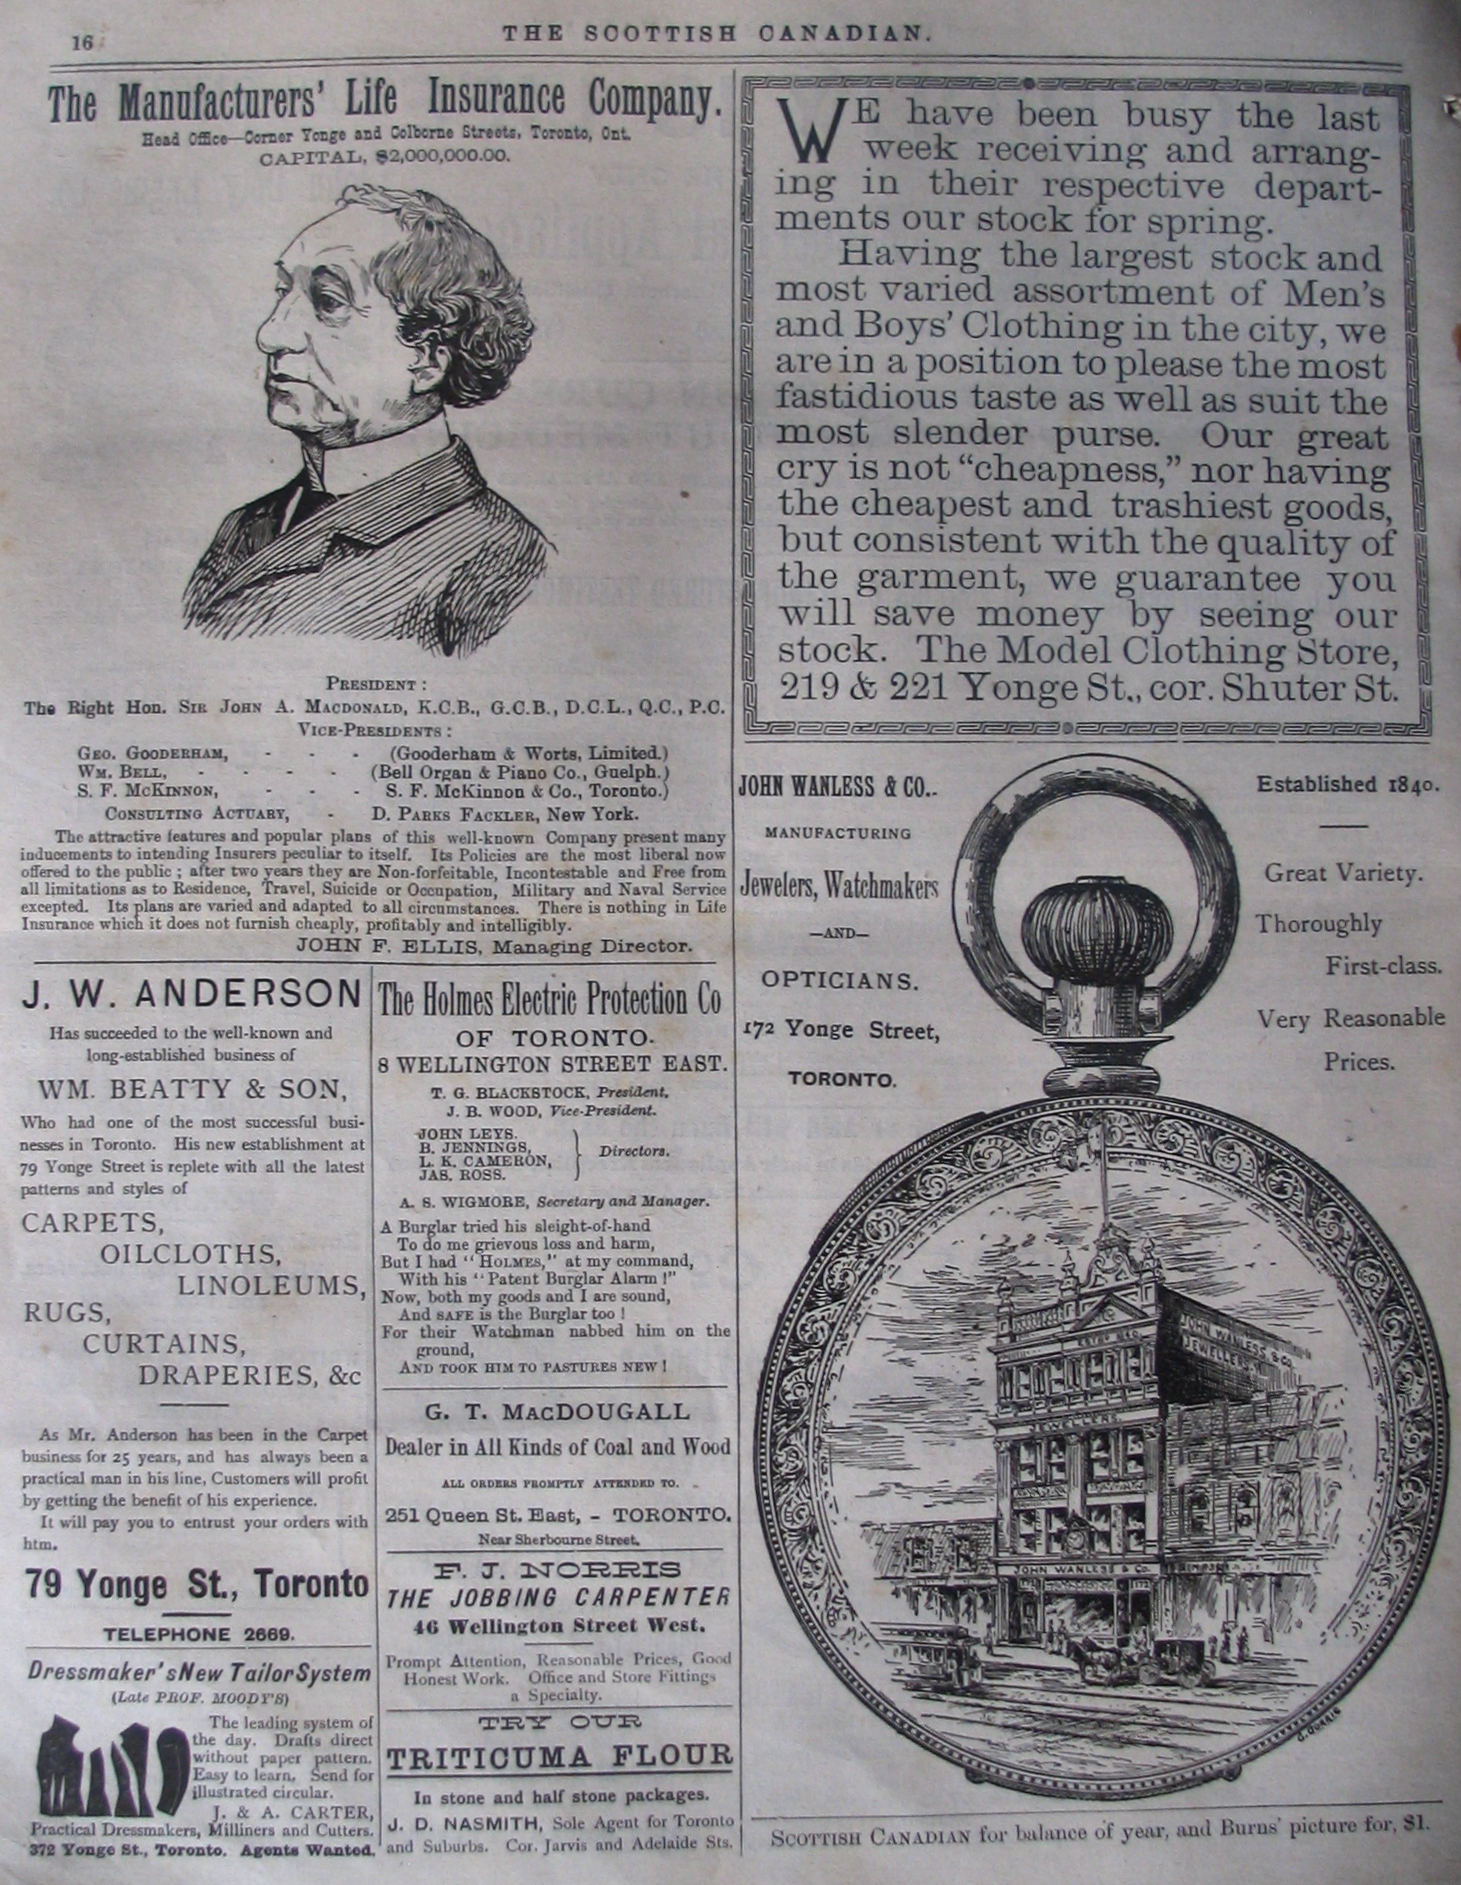 16
THE SCOTTISH CANADIAN.
The Manufacturers' Life Insurance Company.
Head Office—Corner Yonge and Colborne Streets, Toronto, Ont.
CAPITAL, $2,000,000.00.
PRESIDENT:
The Right Hon. SIR JOHN A. MACDONALD, K.C.B., G.C.B., D.C.L., Q.C., P.C.
VICE-PRESIDENTS:
GEO. GOODERHAM, - - - (Gooderham & Worts, Limited.)
WM. BELL, - - - - (Bell Organ & Piano Co., Guelph.)
S. F. MCKINNON, - - - S. F. McKinnon & Co., Toronto.)
CONSULTING ACTUARY, - D. PARKS FACKLER, New York.
The attractive features and popular plans of this well-known Company present many
inducements to intending Insurers peculiar to itself. Its Policies are the most liberal now
offered to the public; after two years they are Non-forfeitable, Incontestable and Free from
all limitations as to Residence, Travel, Suicide or Occupation, Military and Naval Service
excepted. Its plans are varied and adapted to all circumstances. There is nothing in Life
Insurance which it does not furnish cheaply, profitably and intelligibly.
JOHN F. ELLIS, Managing Director.
J. W. ANDERSON
Has succeeded to the well-known and
long-established business of
WM. BEATTY & SON,
Who had one of the most successful busi-
nesses in Toronto. His new establishment at
79 Yonge Street is replete with all the latest
patterns and styles of
CARPETS,
OILCLOTHS,
LINOLEUMS,
RUGS,
CURTAINS,
DRAPERIES, &c
As Mr. Anderson has been in the Carpet
business for 25 years, and has always been a
practical man in his line, Customers will profit
by getting the benefit of his experience.
It will pay you to entrust your orders with
htm.
79 Yonge St., Toronto
TELEPHONE 2669.
Dressmaker's New Tailor System
(Late PROF. MOODY'S)
The leading system of
the day. Drafts direct
without paper pattern.
Easy to learn. Send for
illustrated circular.
J. & A. CARTER,
Practical Dressmakers, Milliners and Cutters.
372 Yonge St., Toronto. Agents Wanted.
The Holmes Electric Protection Co
OF TORONTO.
8 WELLINGTON STREET EAST.
T. G. BLACKSTOCK, President.
J. B. WOOD, Vice-President.
JOHN LEYS.
B. JENNINGS,
L. K. CAMERON,
JAS. ROSS.
Directors.
A. S. WIGMORE, Secretary and Manager.
A Burglar tried his sleight-of-hand
To do me grievous loss and harm,
But I had "HOLMES," at my command,
With his "Patent Burglar Alarm!"
Now, both my goods and I are sound,
And SAFE is the Burglar too!
For their Watchman nabbed him on the
ground,
AND TOOK HIM TO PASTURES NEW!
G. T. MACDOUGALL
Dealer in All Kinds of Coal and Wood
ALL ORDERS PROMPTLY ATTENDED TO.
251 Queen St. East, - TORONTO.
Near Sherbourne Street.
F. J. NORRIS
THE JOBBING CARPENTER
46 Wellington Street West.
Prompt Attention, Reasonable Prices, Good
Honest Work. Office and Store Fittings
a Specialty.
TRY OUR
TRITICUMA FLOUR
In stone and half stone packages.
J. D. NASMITH, Sole Agent for Toronto
and Suburbs. Cor. Jarvis and Adelaide Sts.
WE have been busy the last
week receiving and arrang-
ing in their respective depart-
ments our stock for spring.
Having the largest stock and
most varied assortment of Men's
and Boys' Clothing in the city, we
are in a position to please the most
fastidious taste as well as suit the
most slender purse. Our great
cry is not "cheapness," nor having
the cheapest and trashiest goods,
but consistent with the quality of
the garment, we guarantee you
will save money by seeing our
stock. The Model Clothing Store,
219 & 221 Yonge St., cor. Shuter St.
JOHN WANLESS & CO..
MANUFACTURING
Jewelers, Watchmakers
—AND—
OPTICIANS.
172 Yonge Street,
TORONTO.
Established 1840.
Great Variety.
Thoroughly
First-class.
Very Reasonable
Prices.
JOHN WANLESS & CO.
JEWELLERS
ESTBD 1840
JEWELLERS
JOHN WANLESS & CO.
172
SCOTTISH CANADIAN for balance of year, and Burns' picture for, $1.